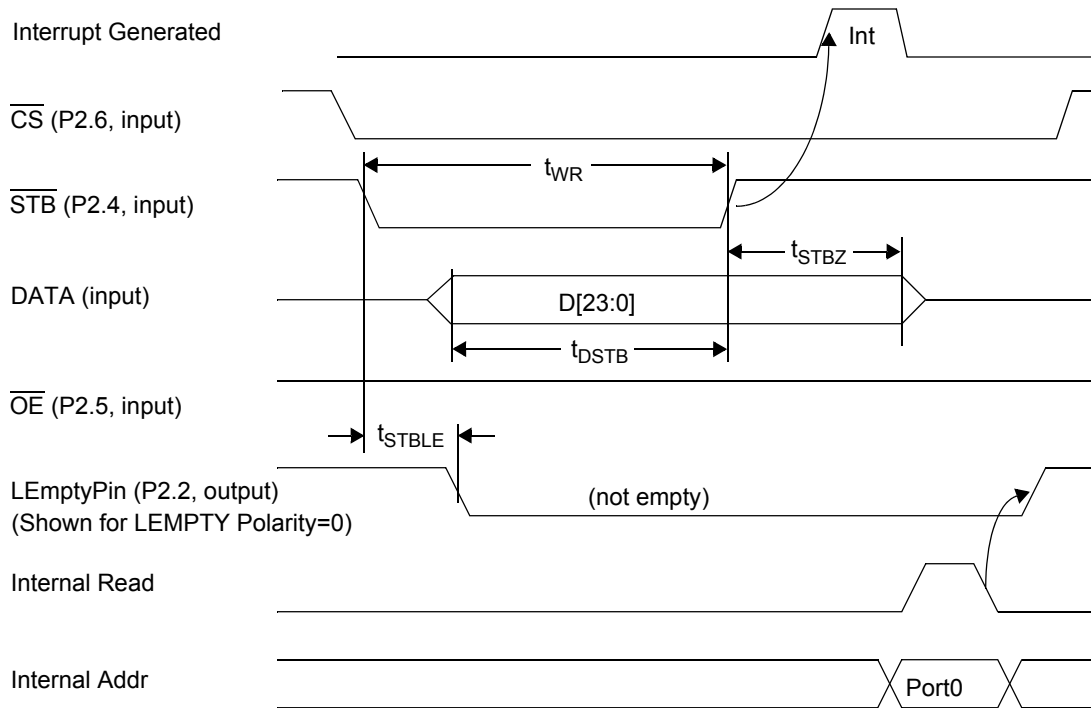 Interrupt Generated
Int
CS (P2.6, input)
tWR
STB (P2.4, input)
tSTBZ
DATA (input)
D[23:0]
tDSTB
OE (P2.5, input)
tSTBLE
LEmptyPin (P2.2, output)
(not empty)
(Shown for LEMPTY Polarity=0)
Internal Read
Internal Addr
Port0